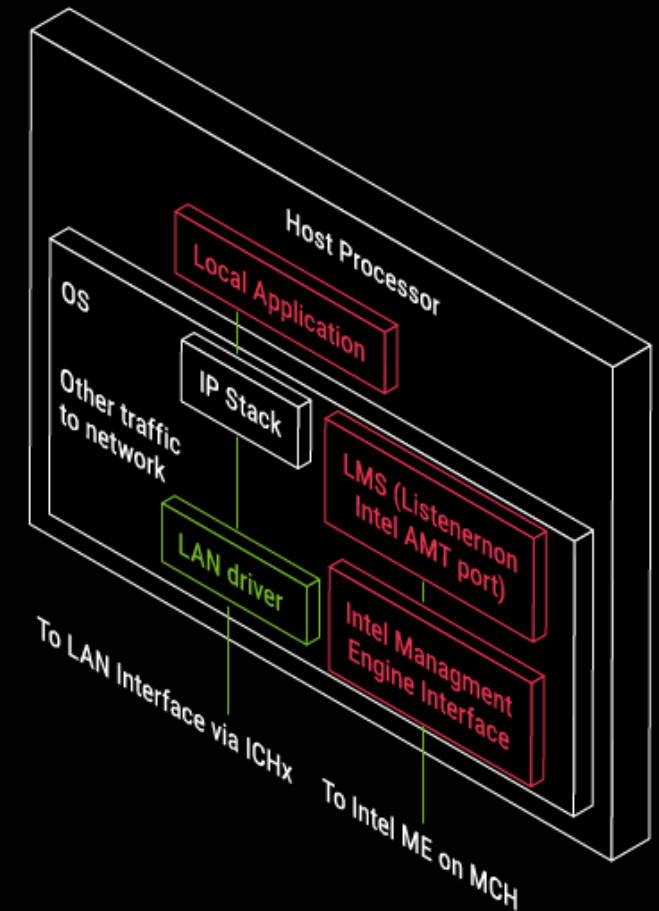 Host Processor
Local Application
OS
IP Stack
Other traffic
to network
LMS (Listenernon
Intel AMT port)
LAN driver
Intel Managment
Engine Interface
To LAN Interface via ICHx
To Intel ME on MCH